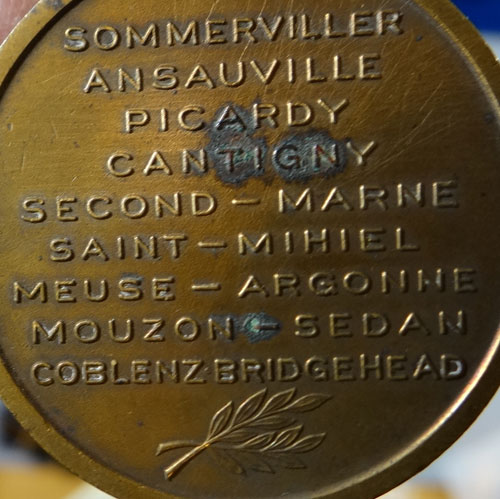 SOMMERVILLER
ANSAUVILLE
PICARDY
CANTIGNY
SECOND - MARNE
SAINT - MIHIEL
MEUSE - ARGONNE
MOUZON - SEDAN
COBLENZ BRIDGEHEAD